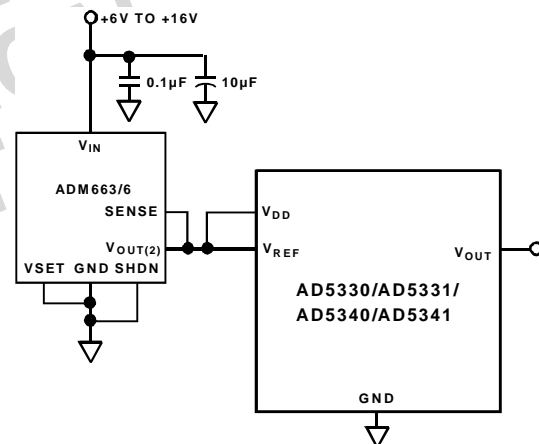 +6V TO +16V
0.1µF
10µF
VIN
ADM663/6
SENSE
VDD
VOUT(2)
VREF
VOUT
VSET GND SHDN
AD5330/AD5331/
AD5340/AD5341
GND